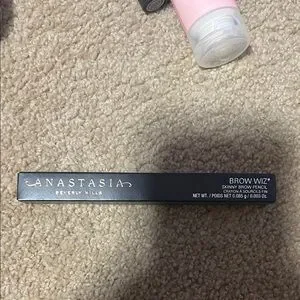 ANASTASIA
BEVERLY HILLS
BROW WIZ®
SKINNY BROW PENCIL
CRAYON À SOURCILS FIN
NET WT. / POIDS NET 0.085 g / 0.003 Oz.